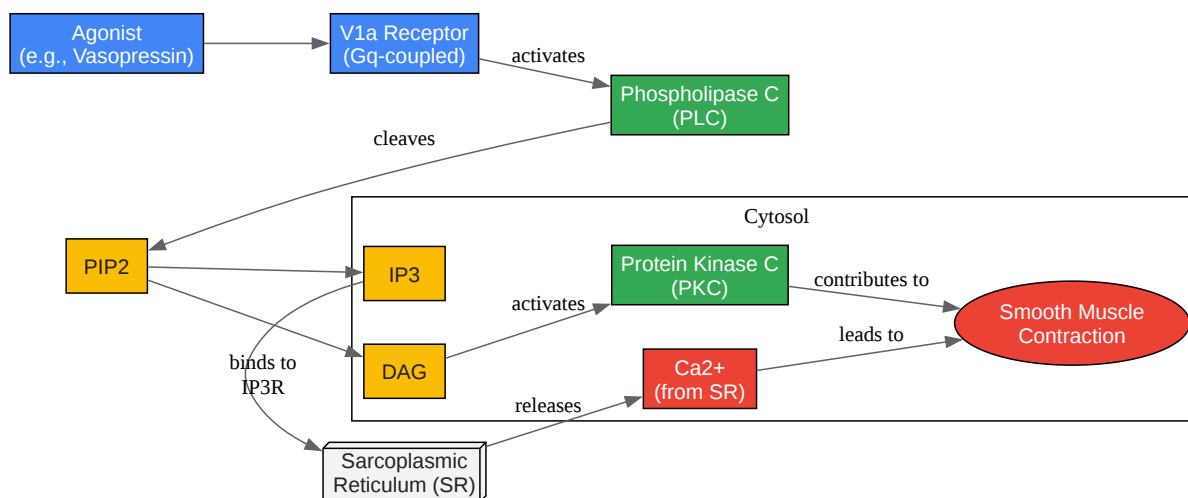 Agonist
(e.g., Vasopressin)
V1a Receptor
(Gq-coupled)
activates
Phospholipase C
(PLC)
cleaves
Cytosol
PIP2
IP3
Protein Kinase C
(PKC)
contributes to
activates
Smooth Muscle
Contraction
binds to
IP3R
DAG
leads to
Ca2+
(from SR)
releases
Sarcoplasmic
Reticulum (SR)